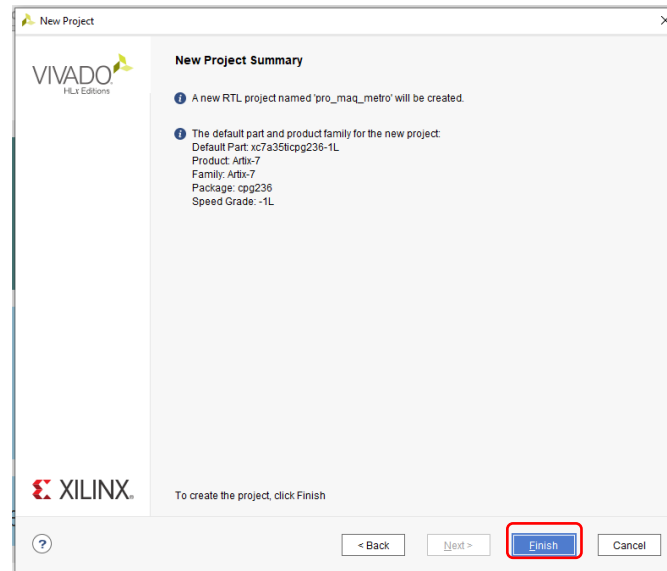 New Project
VIVADO
HLx Editions
New Project Summary
A new RTL project named 'pro_maq_metro' will be created.
The default part and product family for the new project:
Default Part: xc7a35ticpg236-1L
Product: Artix-7
Family: Artix-7
Package: cpg236
Speed Grade: -1L
XILINX
To create the project, click Finish
?
< Back
Next >
Finish
Cancel